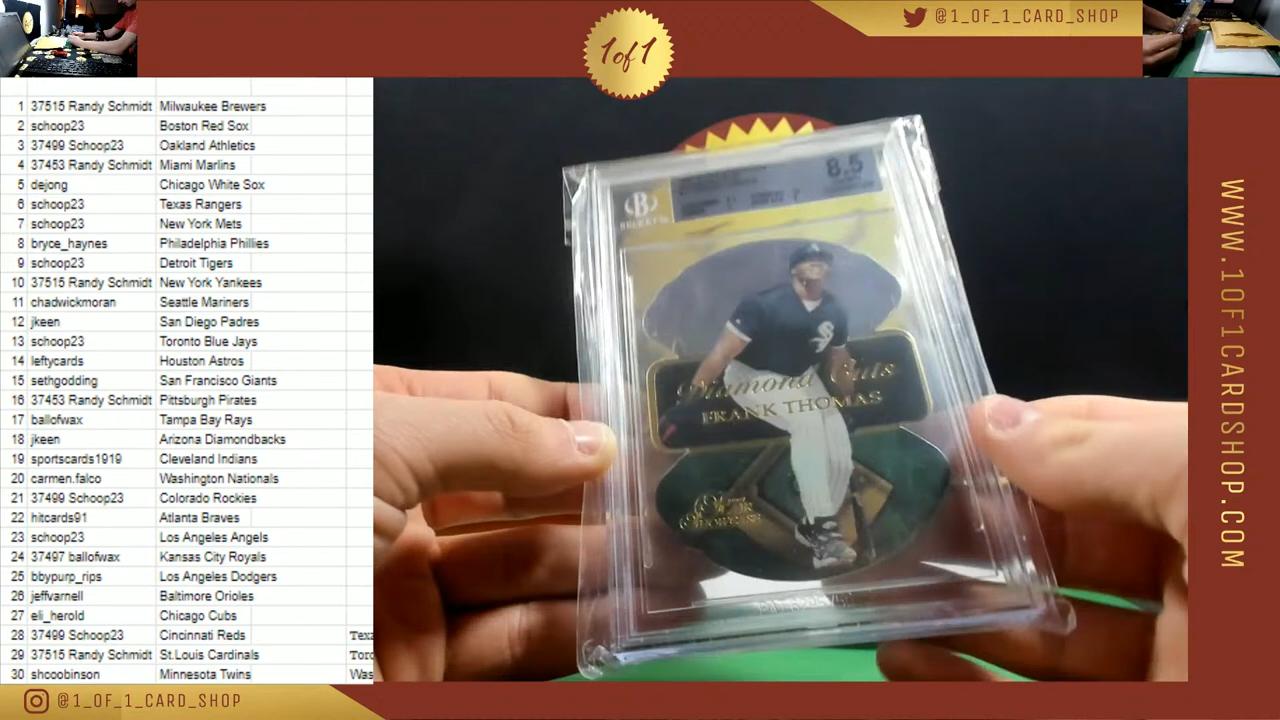 1 of 1
@1_OF_1_CARD_SHOP
1 37515 Randy Schmidt Milwaukee Brewers
2 schoop23 Boston Red Sox
3 37499 Schoop23 Oakland Athletics
4 37453 Randy Schmidt Miami Marlins
5 dejong Chicago White Sox
6 schoop23 Texas Rangers
7 schoop23 New York Mets
8 bryce_haynes Philadelphia Phillies
9 schoop23 Detroit Tigers
10 37515 Randy Schmidt New York Yankees
11 chadwickmoran Seattle Mariners
12 jkeen San Diego Padres
13 schoop23 Toronto Blue Jays
14 leftycards Houston Astros
15 sethgodding San Francisco Giants
16 37453 Randy Schmidt Pittsburgh Pirates
17 ballofwax Tampa Bay Rays
18 jkeen Arizona Diamondbacks
19 sportscards1919 Cleveland Indians
20 carmen.falco Washington Nationals
21 37499 Schoop23 Colorado Rockies
22 hitcards91 Atlanta Braves
23 schoop23 Los Angeles Angels
24 37497 ballofwax Kansas City Royals
25 bbypurp_rips Los Angeles Dodgers
26 jeffvarnell Baltimore Orioles
27 eli_herold Chicago Cubs
28 37499 Schoop23 Cincinnati Reds Texa
29 37515 Randy Schmidt St.Louis Cardinals Toro
30 shcoobinson Minnesota Twins Was
8.5
B
BECKETT
Diamond Cuts
FRANK THOMAS
Showcase
WWW.1OF1CARDSHOP.COM
@1_OF_1_CARD_SHOP